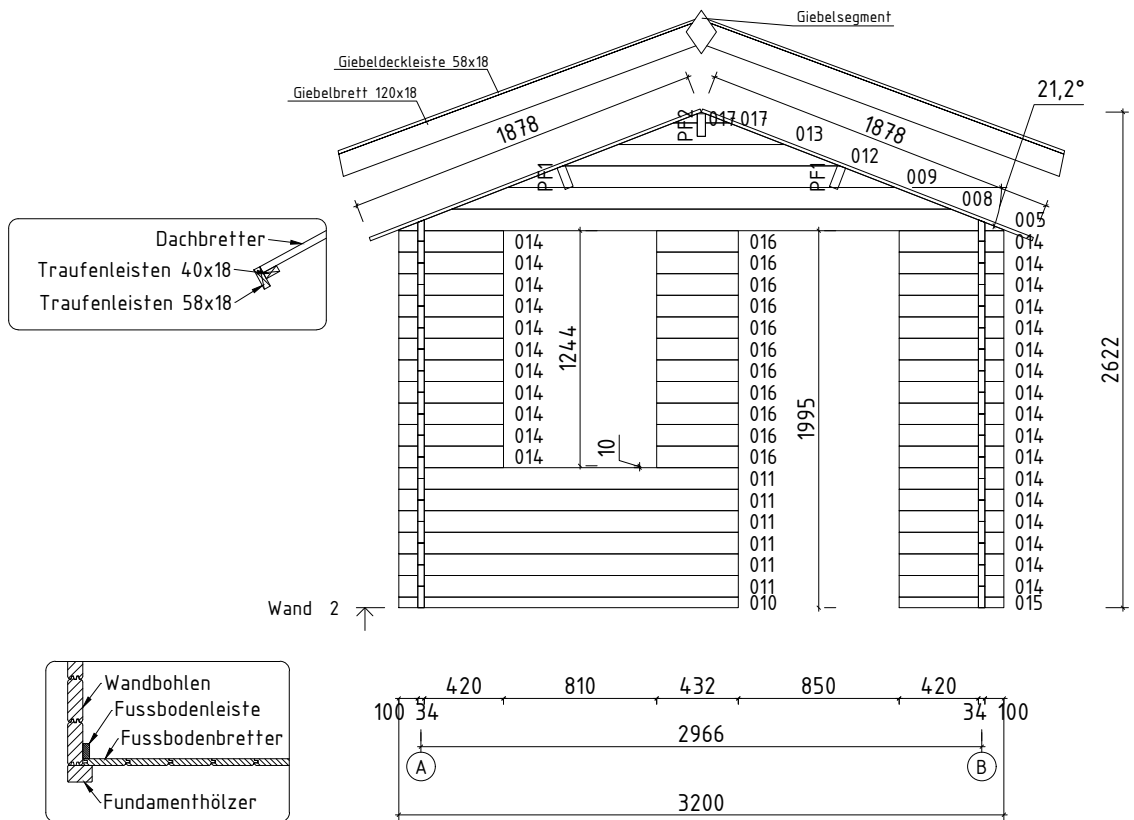 Giebelsegment
Giebeldeckleiste 58x18
Giebelbrett 120x18
21,2°
1878
1878
PF2
017 017
013
012
PF1
PF1
009
008
005
Dachbretter
Traufenleisten 40x18
Traufenleisten 58x18
014 016 014
014 016 014
014 016 014
014 016 014
014 016 014
014 016 014
014 016 014
014 016 014
014 016 014
014 016 014
014 016 014
1244
1995
2622
10
011 014
011 014
011 014
011 014
011 014
011 014
010 015
Wand 2
Wandbohlen
Fussbodenleiste
Fussbodenbretter
Fundamenthölzer
420 810 432 850 420
100 34 34 100
2966
A B
3200